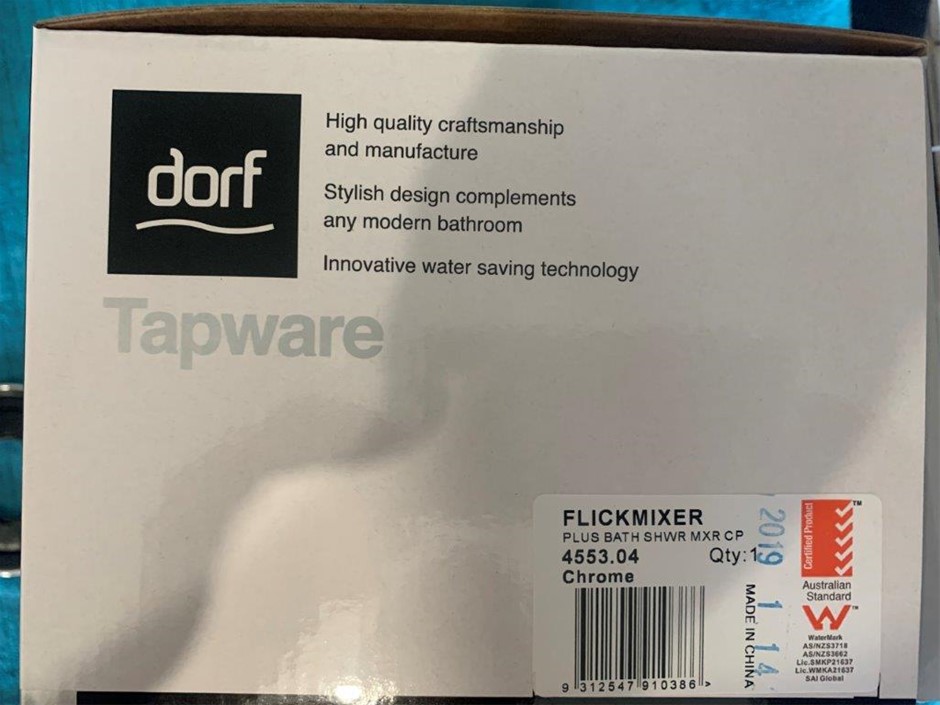 dorf
High quality craftsmanship
and manufacture
Stylish design complements
any modern bathroom
Innovative water saving technology
Tapware
FLICKMIXER
PLUS BATH SHWR MXR CP
4553.04 Qty:1
Chrome
9 312547 910386 >
MADE IN CHINA
2019 1 14
Certified Product
TM
Australian
Standard
TM
WaterMark
AS/NZS3718
AS/NZS3662
Lic.SMKP21637
Lic.WMKA21637
SAI Global